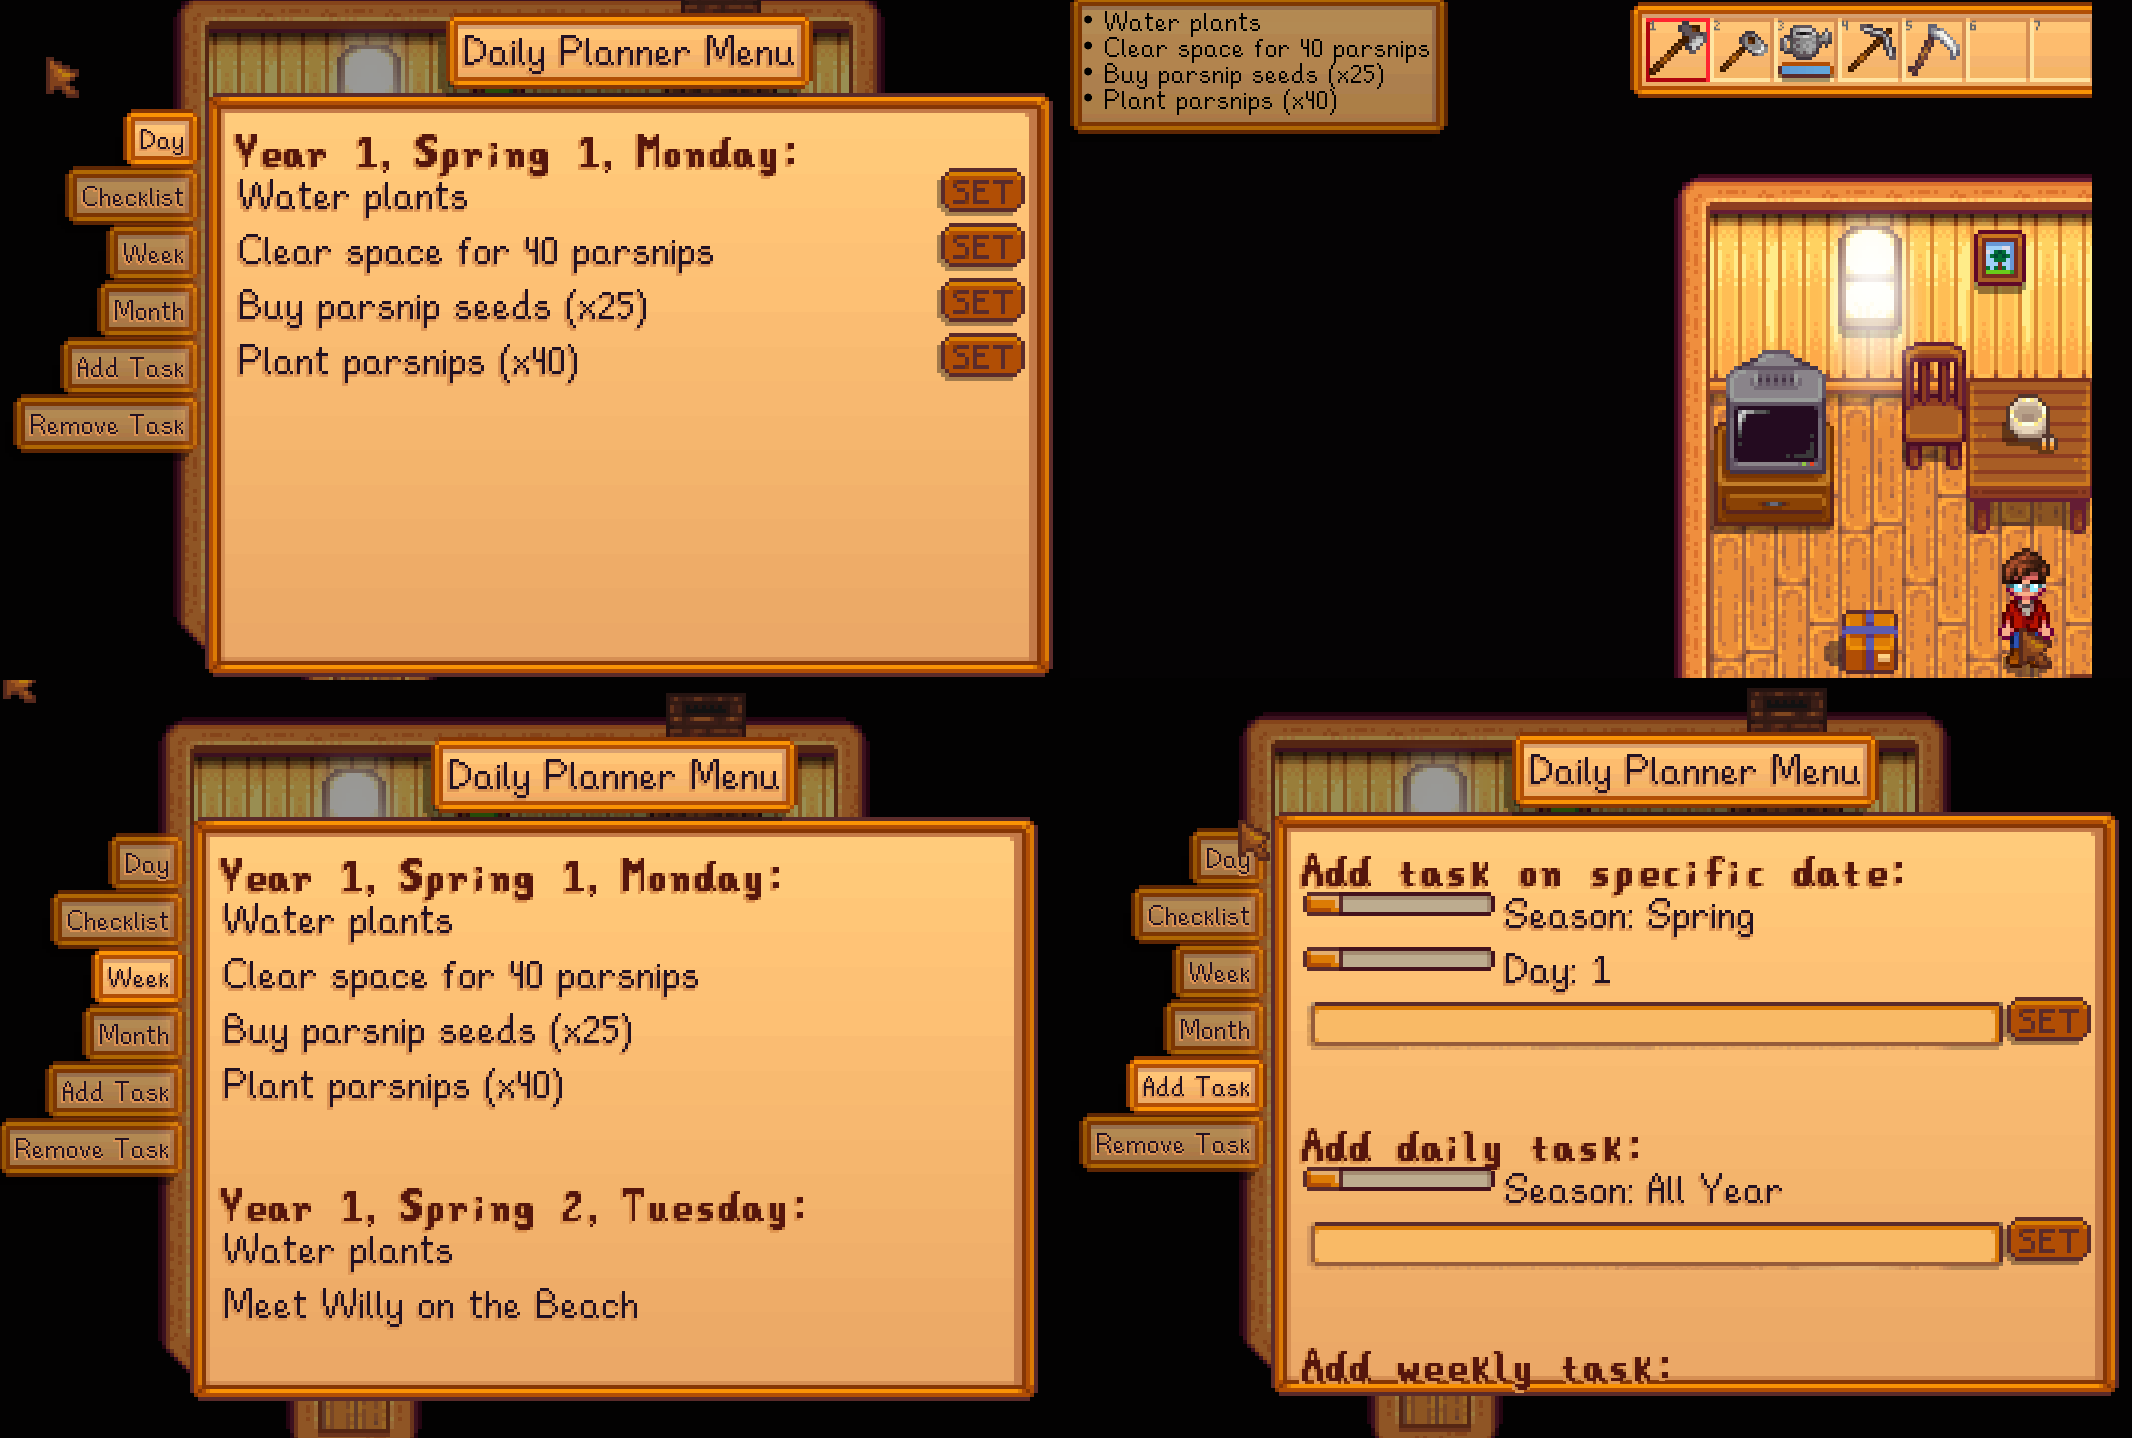 Daily Planner Menu
Day
Checklist
Week
Month
Add Task
Remove Task
Year 1, Spring 1, Monday:
Water plants
SET
Clear space for 40 parsnips
SET
Buy parsnip seeds (x25)
SET
Plant parsnips (x40)
SET
• Water plants
• Clear space for 40 parsnips
• Buy parsnip seeds (x25)
• Plant parsnips (x40)
1 2 3 4 5 6 7
Daily Planner Menu
Day
Checklist
Week
Month
Add Task
Remove Task
Year 1, Spring 1, Monday:
Water plants
Clear space for 40 parsnips
Buy parsnip seeds (x25)
Plant parsnips (x40)
Year 1, Spring 2, Tuesday:
Water plants
Meet Willy on the Beach
Daily Planner Menu
Day
Checklist
Week
Month
Add Task
Remove Task
Add task on specific date:
Season: Spring
Day: 1
SET
Add daily task:
Season: All Year
SET
Add weekly task: